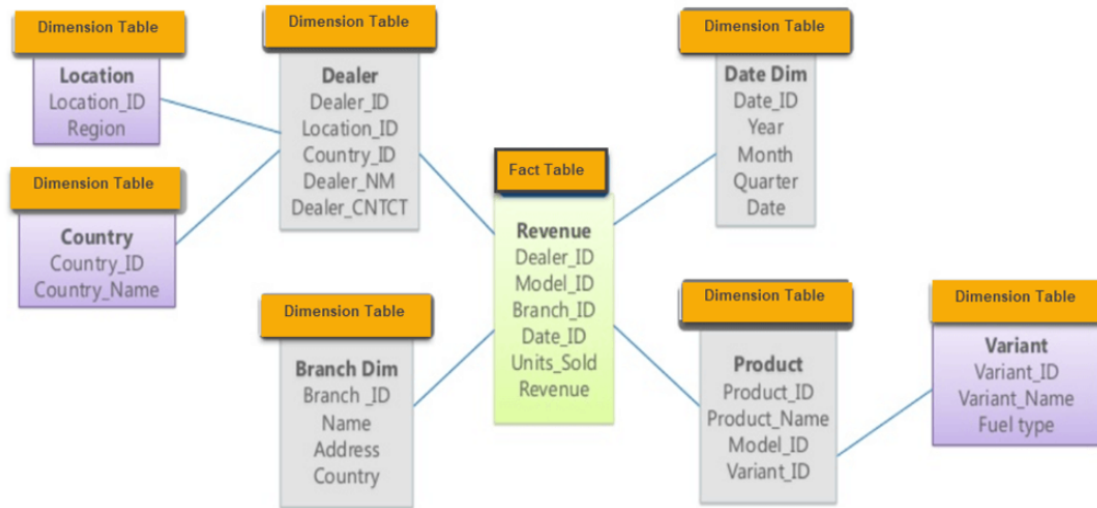 Dimension Table
Location
Location_ID
Region
Dimension Table
Dealer
Dealer_ID
Location_ID
Country_ID
Dealer_NM
Dealer_CNTCT
Dimension Table
Date Dim
Date_ID
Year
Month
Quarter
Date
Dimension Table
Country
Country_ID
Country_Name
Fact Table
Revenue
Dealer_ID
Model_ID
Branch_ID
Date_ID
Units_Sold
Revenue
Dimension Table
Branch Dim
Branch _ID
Name
Address
Country
Dimension Table
Product
Product_ID
Product_Name
Model_ID
Variant_ID
Dimension Table
Variant
Variant_ID
Variant_Name
Fuel type